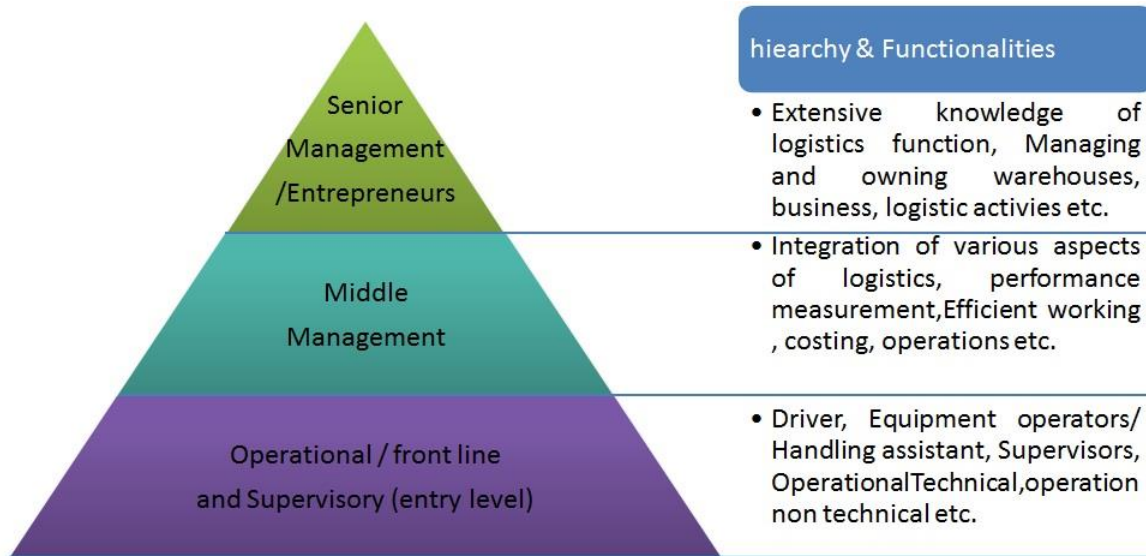 Senior
Management
/Entrepreneurs
Middle
Management
Operational / front line
and Supervisory (entry level)
hiearchy & Functionalities
• Extensive knowledge of
logistics function, Managing
and owning warehouses,
business, logistic activies etc.
• Integration of various aspects
of logistics, performance
measurement,Efficient working
, costing, operations etc.
• Driver, Equipment operators/
Handling assistant, Supervisors,
OperationalTechnical,operation
non technical etc.